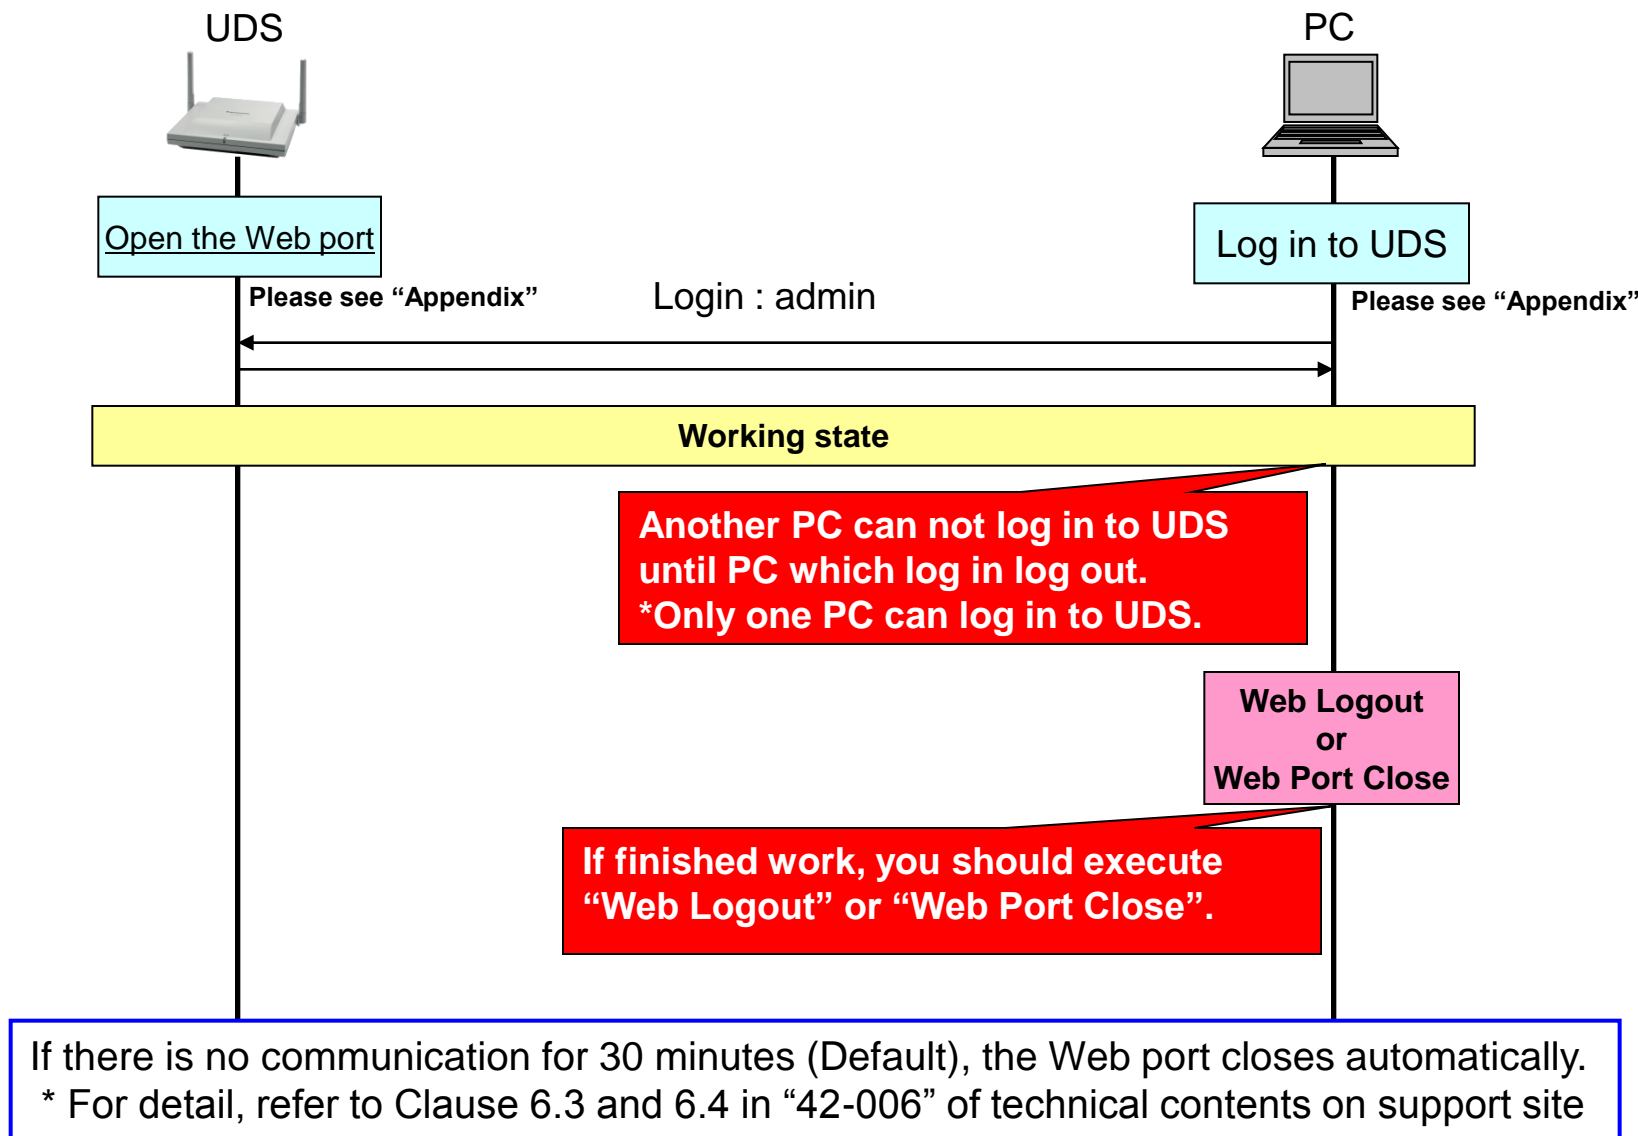 UDS
PC
Open the Web port
Log in to UDS
Please see “Appendix”
Login : admin
Please see “Appendix”
Working state
Another PC can not log in to UDS
until PC which log in log out.
*Only one PC can log in to UDS.
Web Logout
or
Web Port Close
If finished work, you should execute
“Web Logout” or “Web Port Close”.
If there is no communication for 30 minutes (Default), the Web port closes automatically.
* For detail, refer to Clause 6.3 and 6.4 in “42-006” of technical contents on support site